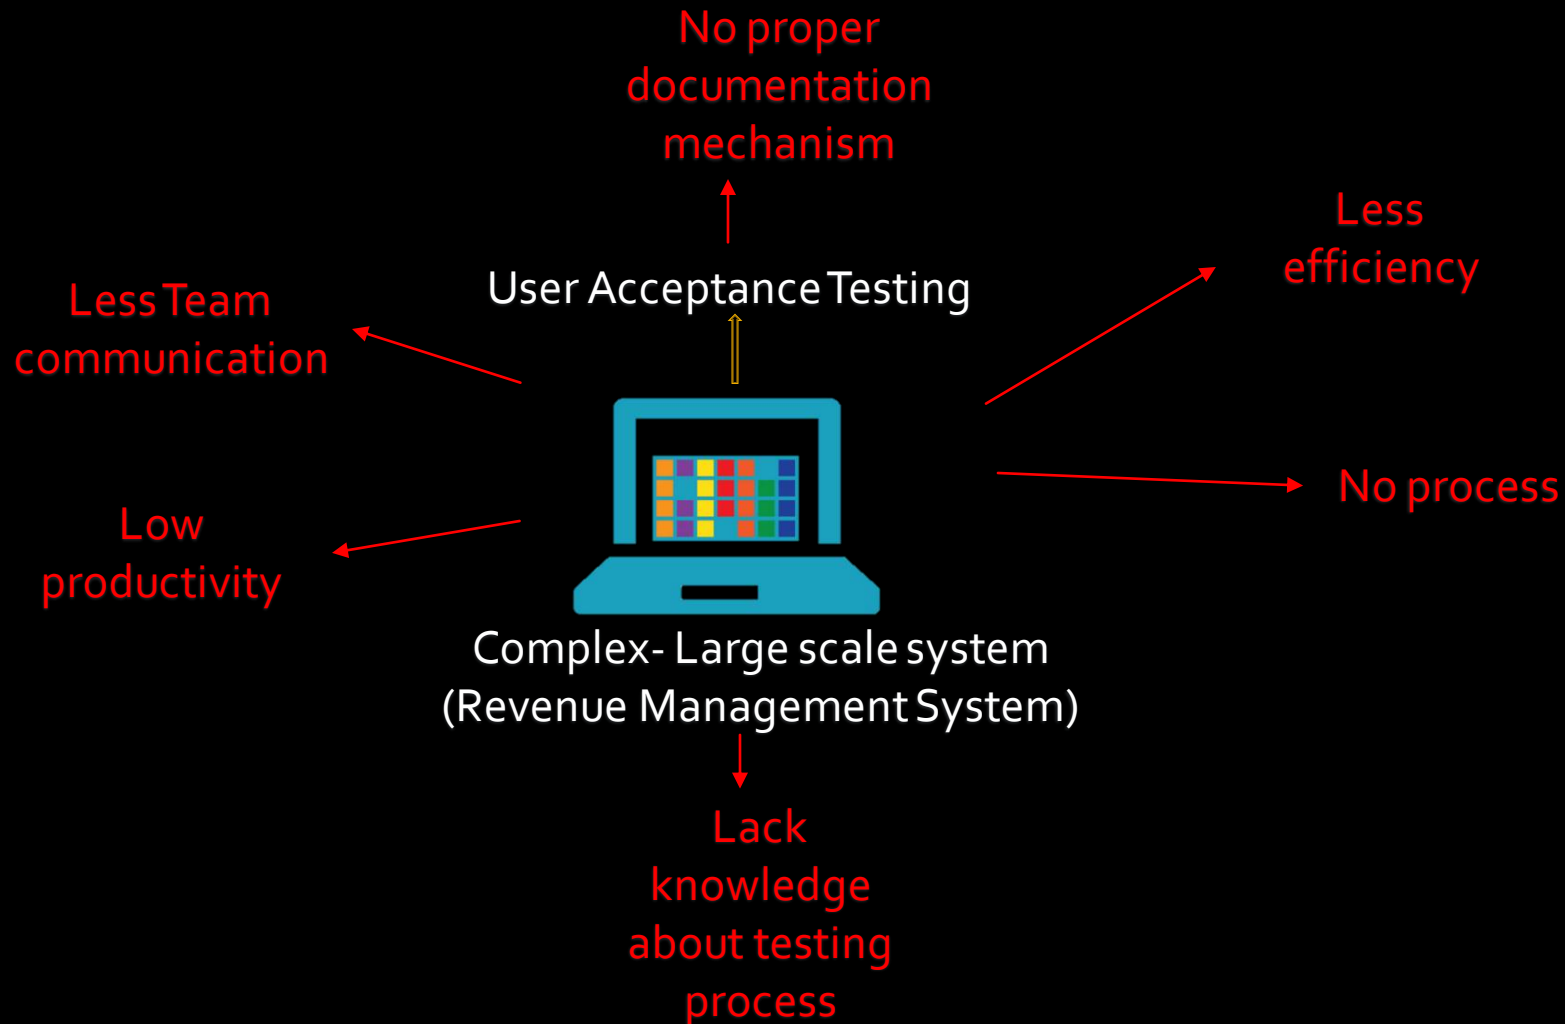 No proper
documentation
mechanism
Less
efficiency
User Acceptance Testing
Less Team
communication
No process
Low
productivity
Complex- Large scale system
(Revenue Management System)
Lack
knowledge
about testing
process